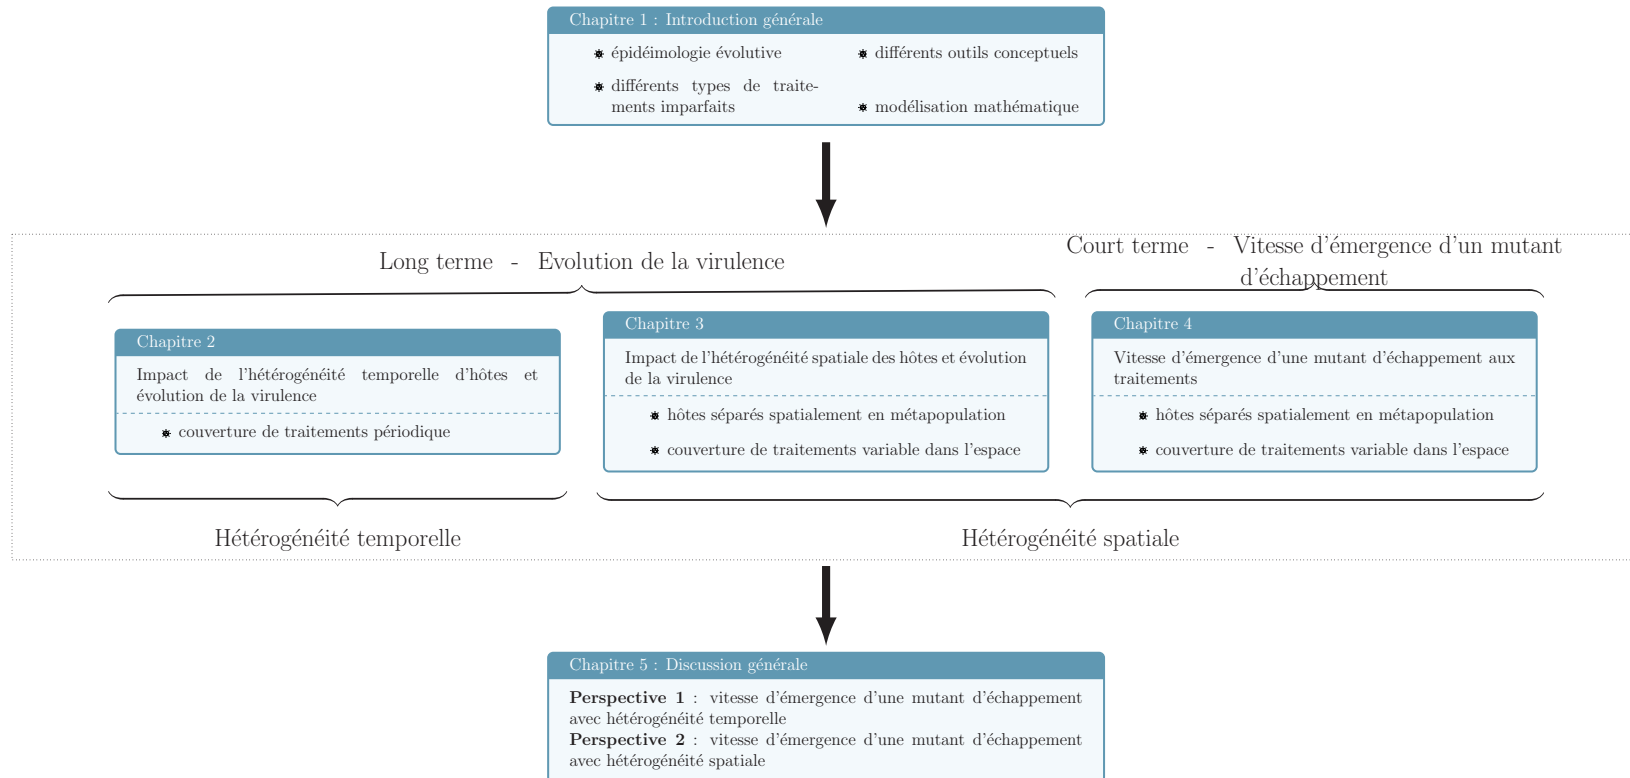 Chapitre 1 : Introduction générale
épidéimologie évolutive
différents outils conceptuels
différents types de traite-
ments imparfaits
modélisation mathématique
Long terme - Evolution de la virulence
Court terme - Vitesse d'émergence d'un mutant
d'échappement
Chapitre 2
Impact de l'hétérogénéité temporelle d'hôtes et
évolution de la virulence
couverture de traitements périodique
Chapitre 3
Impact de l'hétérogénéité spatiale des hôtes et évolution
de la virulence
hôtes séparés spatialement en métapopulation
couverture de traitements variable dans l'espace
Chapitre 4
Vitesse d'émergence d'une mutant d'échappement aux
traitements
hôtes séparés spatialement en métapopulation
couverture de traitements variable dans l'espace
Hétérogénéité temporelle
Hétérogénéité spatiale
Chapitre 5 : Discussion générale
Perspective 1 : vitesse d'émergence d'une mutant d'échappement
avec hétérogénéité temporelle
Perspective 2 : vitesse d'émergence d'une mutant d'échappement
avec hétérogénéité spatiale